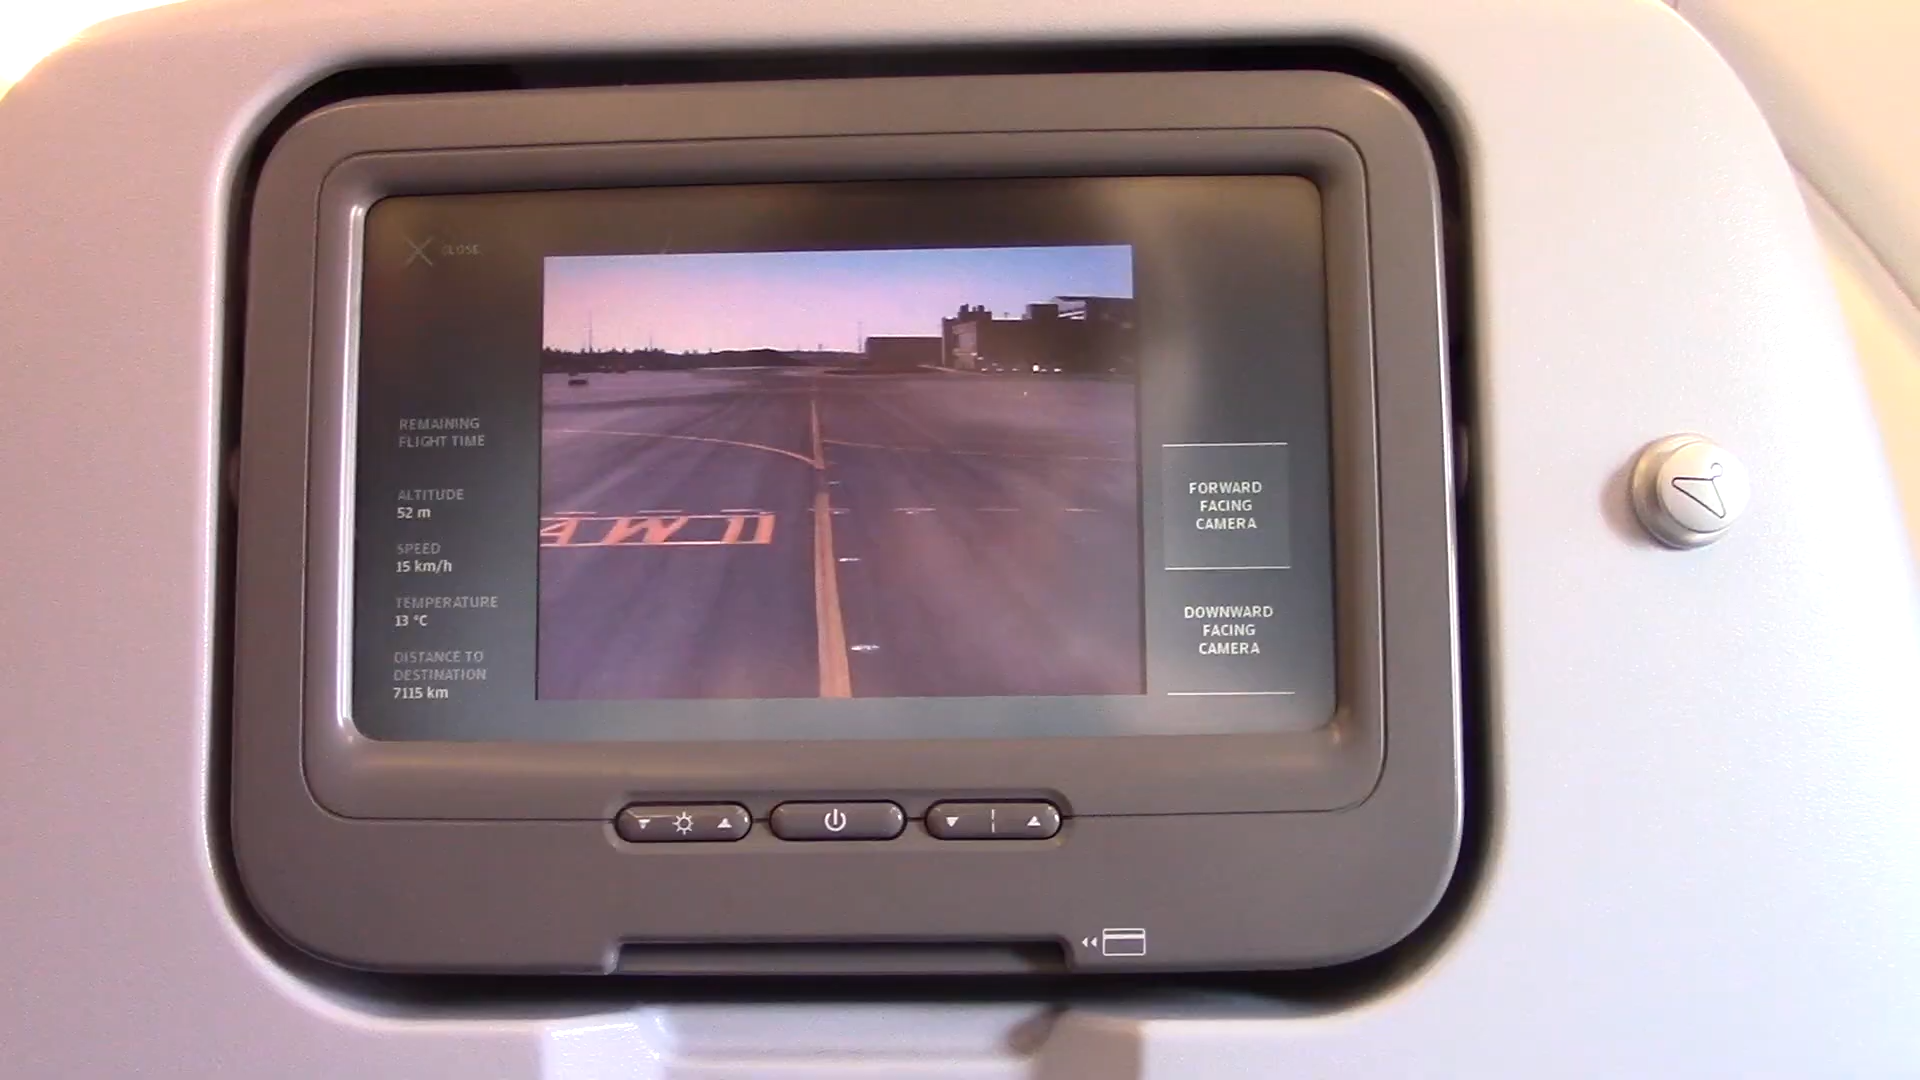 CLOSE
REMAINING
FLIGHT TIME
ALTITUDE
52 m
SPEED
15 km/h
TEMPERATURE
13 °C
DISTANCE TO
DESTINATION
7115 km
FORWARD
FACING
CAMERA
DOWNWARD
FACING
CAMERA